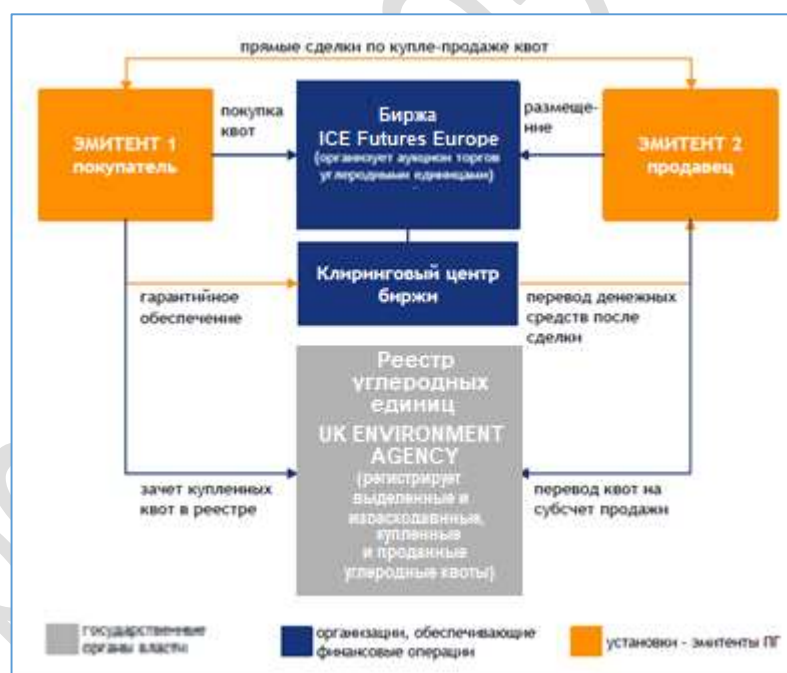 прямые сделки по купле-продаже квот
ЭМИТЕНТ 1
покупатель
покупка
квот
Биржа
ICE Futures Europe
(организует аукцион торгов
углеродными единицами)
размеще-
ние
ЭМИТЕНТ 2
продавец
Клиринговый центр
биржи
гарантийное
обеспечение
перевод денежных
средств после
сделки
Реестр
углеродных
единиц
UK ENVIRONMENT
AGENCY
(регистрирует
выделенные и
израсходавнные,
купленные
и проданные
углеродные квоты)
зачет купленных
квот в реестре
перевод квот на
субсчет продажи
государственные
органы власти
организации, обеспечивающие
финансовые операции
установки - эмитенты ПГ